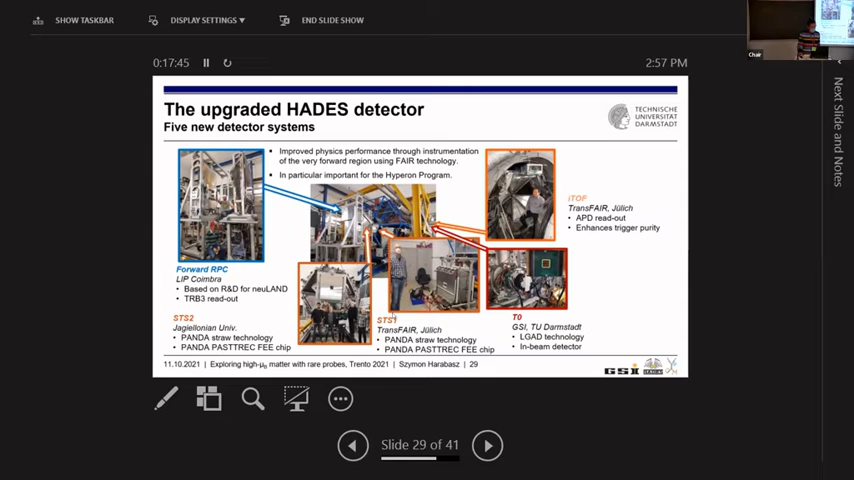 SHOW TASKBAR
DISPLAY SETTINGS ▾
END SLIDE SHOW
Chair
0:17:45
2:57 PM
Next Slide and Notes
The upgraded HADES detector
Five new detector systems
TECHNISCHE
UNIVERSITÄT
DARMSTADT
▪ Improved physics performance through instrumentation
of the very forward region using FAIR technology.
▪ In particular important for the Hyperon Program.
iTOF
TransFAIR, Jülich
▪ APD read-out
▪ Enhances trigger purity
Forward RPC
LIP Coimbra
▪ Based on R&D for neuLAND
▪ TRB3 read-out
STS2
Jagiellonian Univ.
▪ PANDA straw technology
▪ PANDA PASTTREC FEE chip
STS1
TransFAIR, Jülich
▪ PANDA straw technology
▪ PANDA PASTTREC FEE chip
T0
GSI, TU Darmstadt
▪ LGAD technology
▪ In-beam detector
11.10.2021 | Exploring high-μB matter with rare probes, Trento 2021 | Szymon Harabasz | 29
GSI
Slide 29 of 41